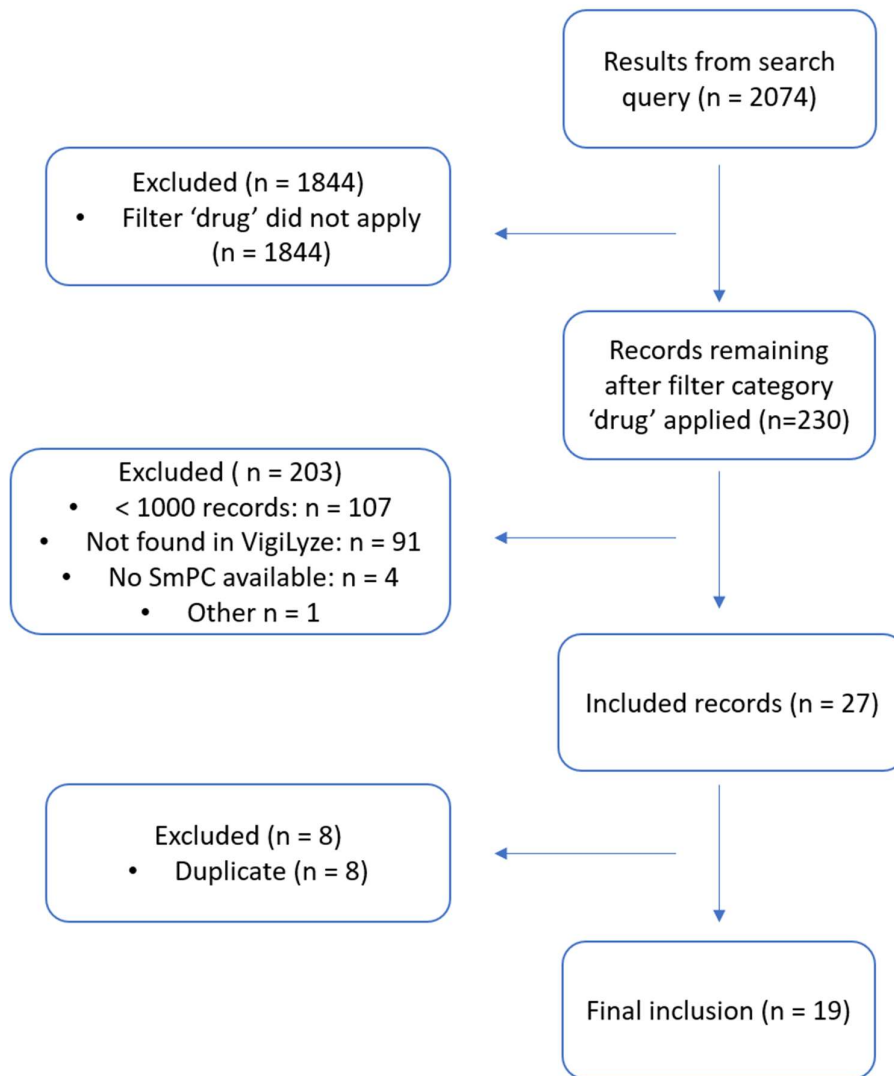 Results from search
query (n = 2074)
Excluded (n = 1844)
• Filter ‘drug’ did not apply
(n = 1844)
Records remaining
after filter category
‘drug’ applied (n=230)
Excluded ( n = 203)
• < 1000 records: n = 107
• Not found in VigiLyze: n = 91
• No SmPC available: n = 4
• Other n = 1
Included records (n = 27)
Excluded (n = 8)
• Duplicate (n = 8)
Final inclusion (n = 19)